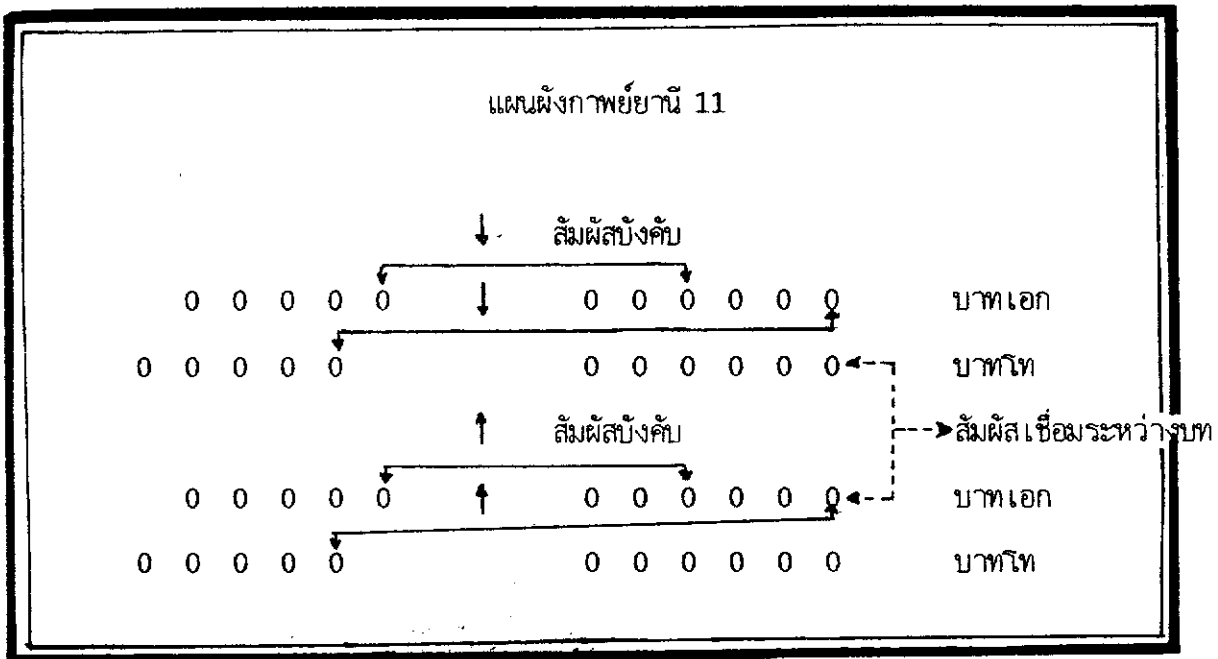 แผนผังกาพย์ยานี 11
สัมผัสบังคับ
0 0 0 0 0 0 0 0 0 0 0 บาทเอก
0 0 0 0 0 0 0 0 0 0 0 บาทโท
สัมผัสบังคับ สัมผัสเชื่อมระหว่างบท
0 0 0 0 0 0 0 0 0 0 0 บาทเอก
0 0 0 0 0 0 0 0 0 0 0 บาทโท